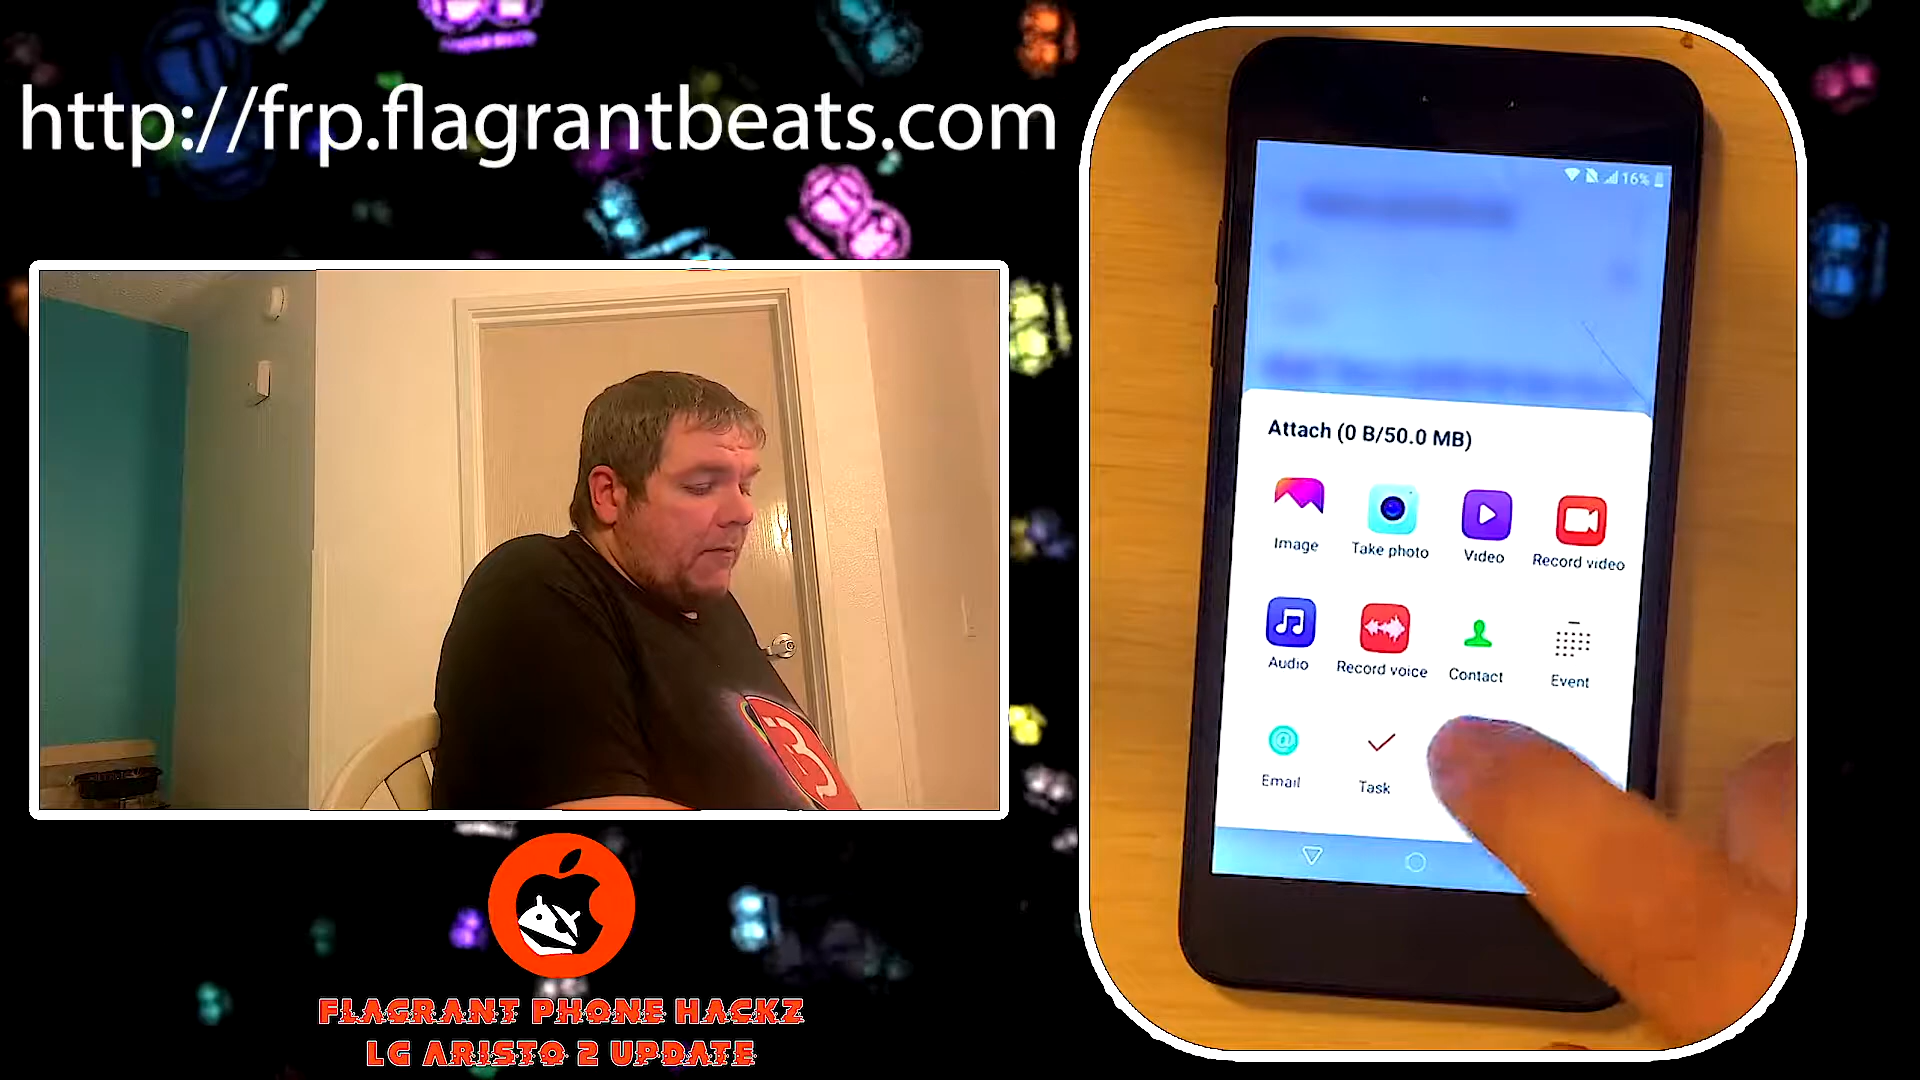 http://frp.flagrantbeats.com
16%
Attach (0 B/50.0 MB)
Image
Take photo
Video
Record video
Audio
Record voice
Contact
Event
Email
Task
FLAGRANT PHONE HACKZ
LG ARISTO 2 UPDATE